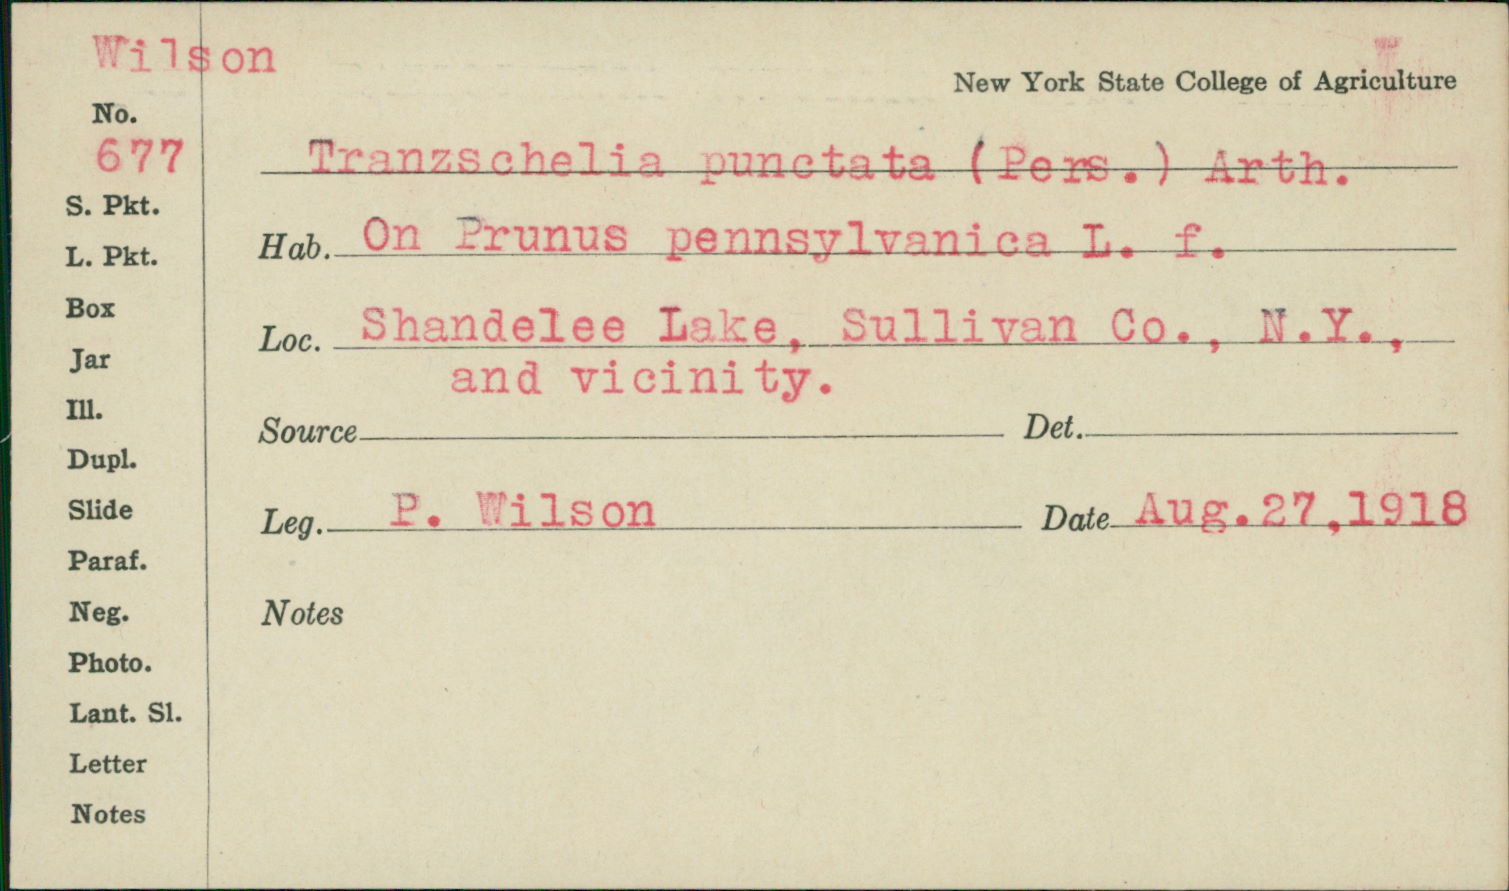 Wilson
New York State College of Agriculture
No.
677
Tranzschelia punctata (Pers.) Arth.
S. Pkt.
Hab. On Prunus pennsylvanica L. f.
L. Pkt.
Box
Loc. Shandelee Lake, Sullivan Co., N.Y.,
and vicinity.
Jar
Ill.
Source Det.
Dupl.
Slide
Leg. P. Wilson Date Aug.27,1918
Paraf.
Neg.
Notes
Photo.
Lant. Sl.
Letter
Notes